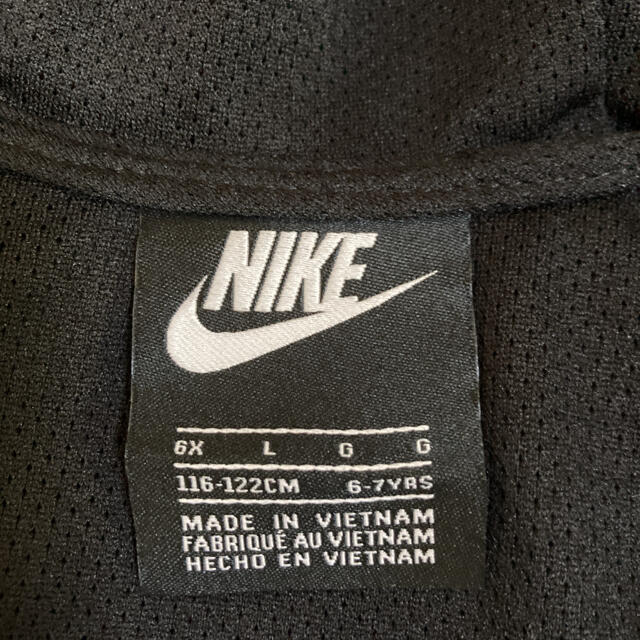 NIKE
6X L G G
116-122CM 6-7YRS
MADE IN VIETNAM
FABRIQUÉ AU VIETNAM
HECHO EN VIETNAM